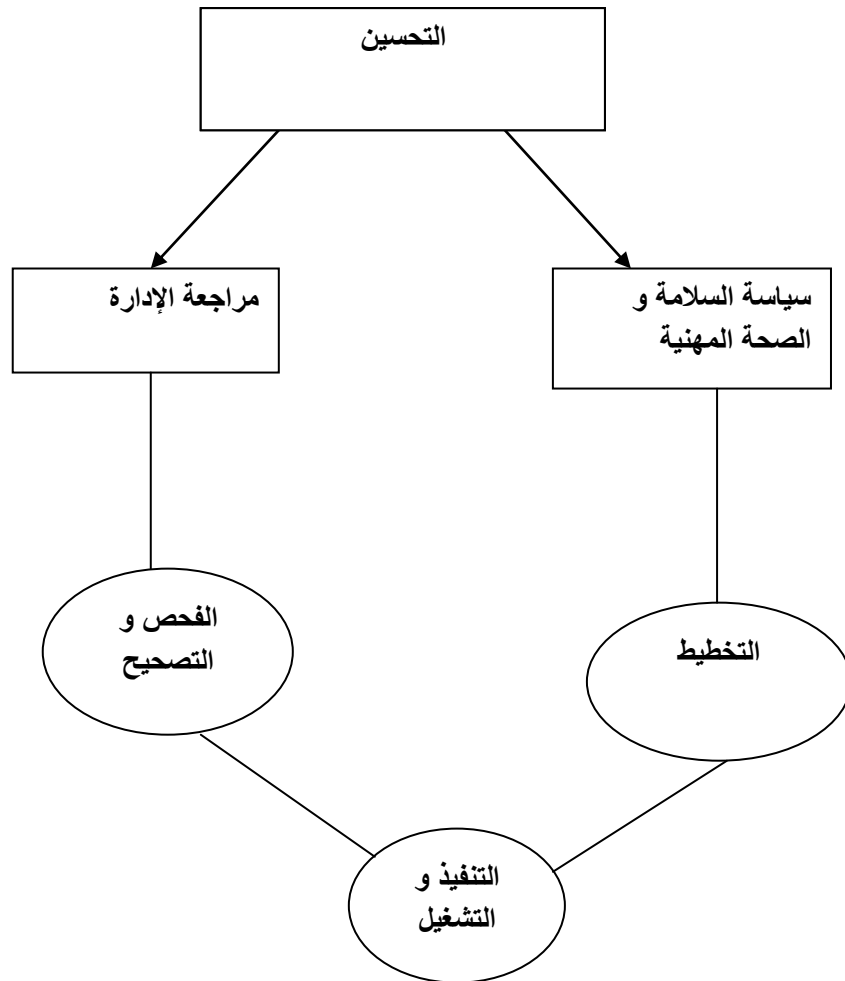 التحسين
سياسة السلامة و
الصحة المهنية
مراجعة الإدارة
الفحص و
التصحيح
التخطيط
التنفيذ و
التشغيل